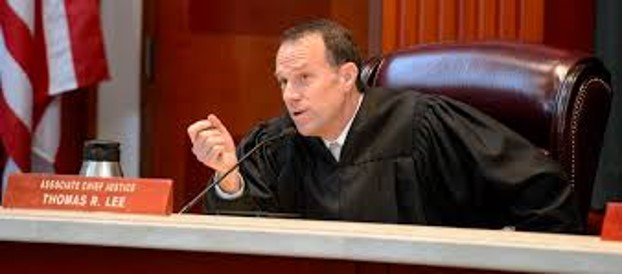 ASSOCIATE CHIEF JUSTICE
THOMAS R. LEE